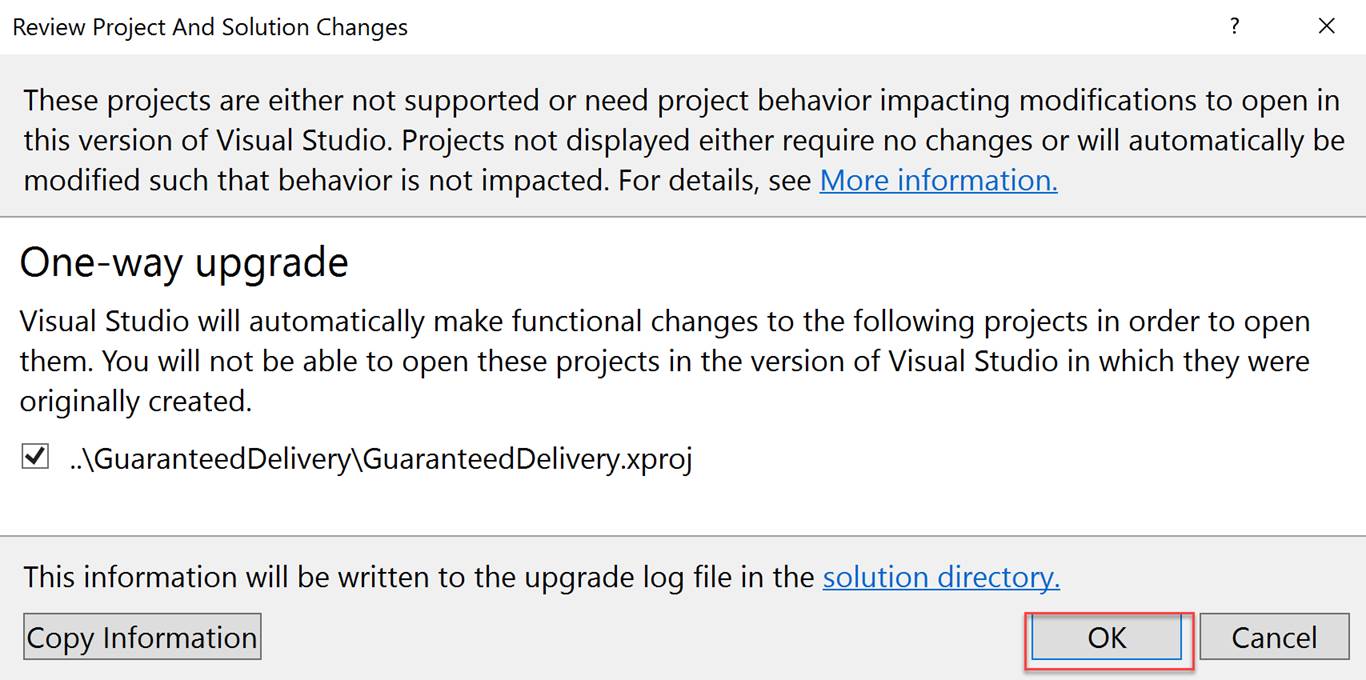 Review Project And Solution Changes
?
These projects are either not supported or need project behavior impacting modifications to open in
this version of Visual Studio. Projects not displayed either require no changes or will automatically be
modified such that behavior is not impacted. For details, see More information.
One-way upgrade
Visual Studio will automatically make functional changes to the following projects in order to open
them. You will not be able to open these projects in the version of Visual Studio in which they were
originally created.
..\GuaranteedDelivery\GuaranteedDelivery.xproj
This information will be written to the upgrade log file in the solution directory.
Copy Information OK Cancel